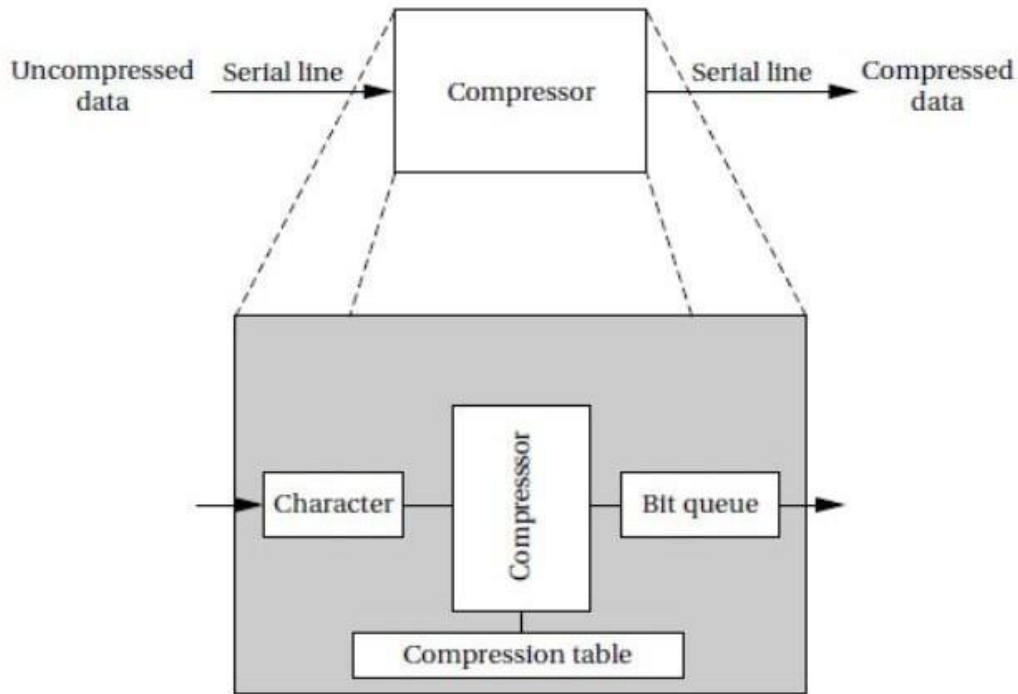 Uncompressed
data
Serial line
Compressor
Serial line
Compressed
data
Character
Compresssor
Bit queue
Compression table